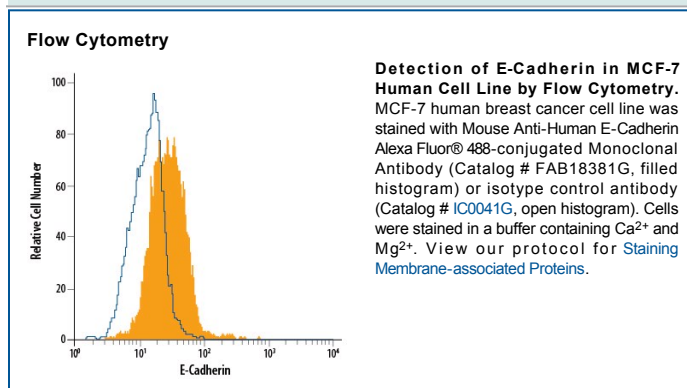 Flow Cytometry
Detection of E-Cadherin in MCF-7
Human Cell Line by Flow Cytometry.
MCF-7 human breast cancer cell line was
stained with Mouse Anti-Human E-Cadherin
Alexa Fluor® 488-conjugated Monoclonal
Antibody (Catalog # FAB18381G, filled
histogram) or isotype control antibody
(Catalog # IC0041G, open histogram). Cells
were stained in a buffer containing Ca²⁺ and
Mg²⁺. View our protocol for Staining
Membrane-associated Proteins.
Relative Cell Number
100
80
60
40
20
0
10⁰ 10¹ 10² 10³ 10⁴
E-Cadherin